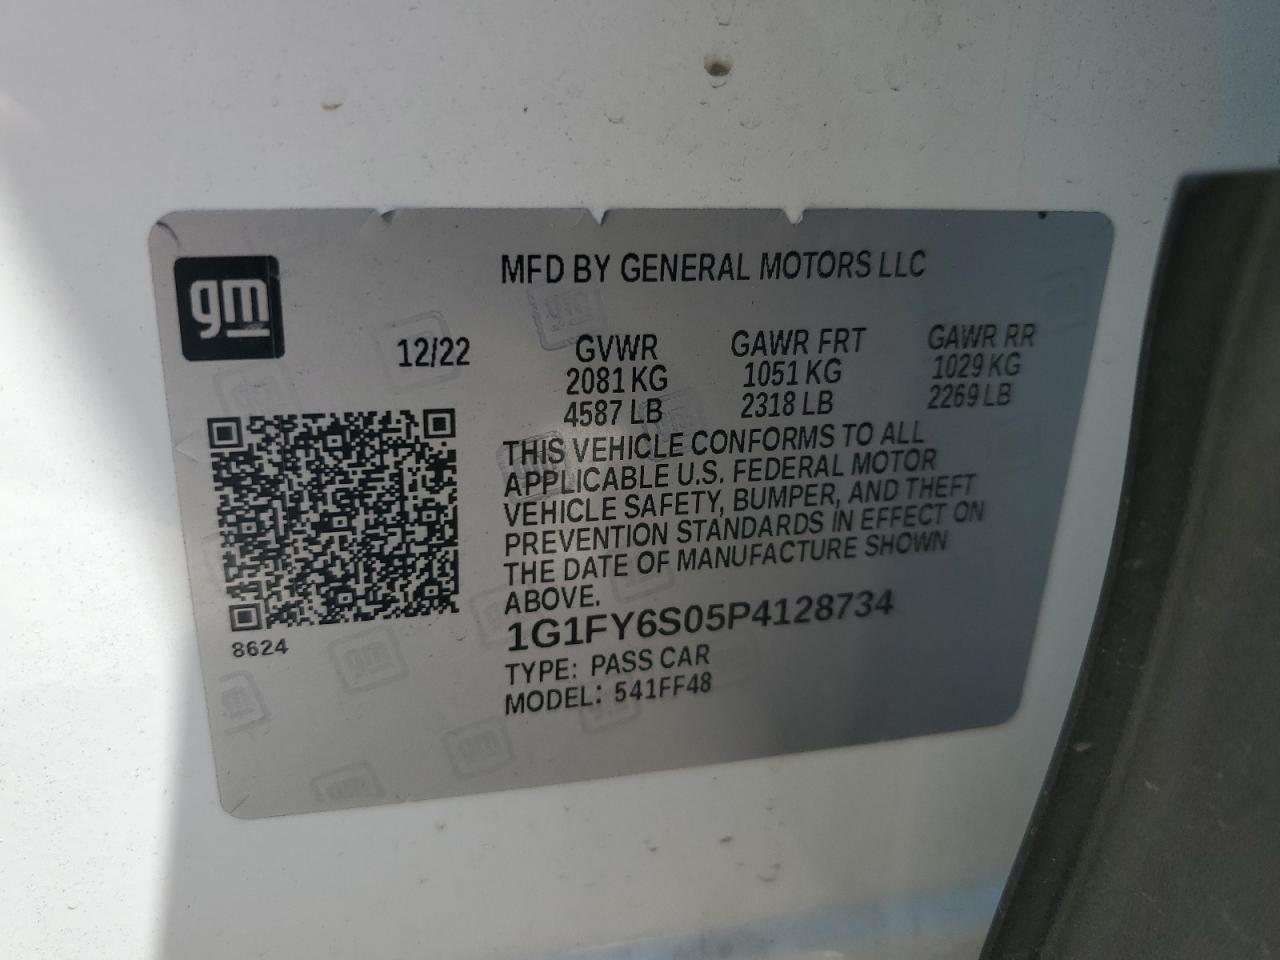 MFD BY GENERAL MOTORS LLC
gm
12/22
GVWR GAWR FRT GAWR RR
2081 KG 1051 KG 1029 KG
4587 LB 2318 LB 2269 LB
THIS VEHICLE CONFORMS TO ALL
APPLICABLE U.S. FEDERAL MOTOR
VEHICLE SAFETY, BUMPER, AND THEFT
PREVENTION STANDARDS IN EFFECT ON
THE DATE OF MANUFACTURE SHOWN
ABOVE.
1G1FY6S05P4128734
8624
TYPE: PASS CAR
MODEL: 541FF48